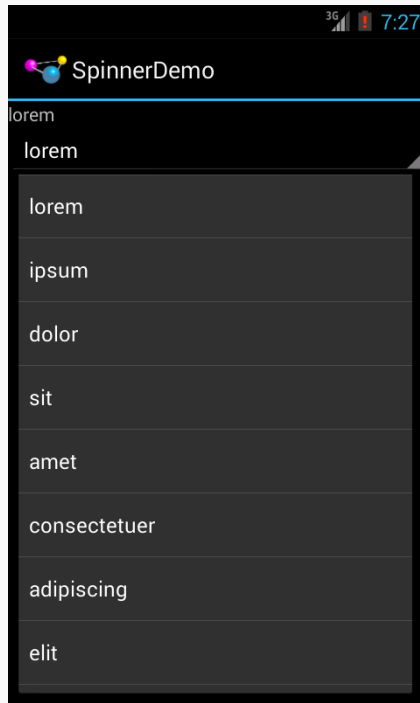 3G 7:27
SpinnerDemo
lorem
lorem
lorem
ipsum
dolor
sit
amet
consectetuer
adipiscing
elit